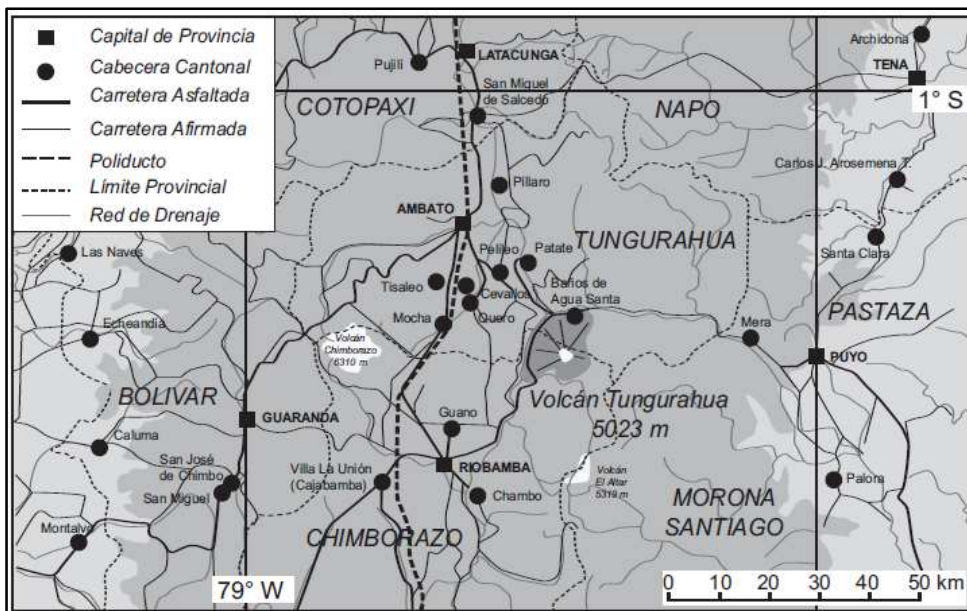 Capital de Provincia
Cabecera Cantonal
Carretera Asfaltada
Carretera Afirmada
Poliducto
Límite Provincial
Red de Drenaje
Pujilí
LATACUNGA
Archidona
TENA
San Miguel
de Salcedo
COTOPAXI
NAPO
1° S
Carlos J. Arosemena T.
Píllaro
AMBATO
Las Naves
Pelileo
Patate
TUNGURAHUA
Santa Clara
Tisaleo
Cevallos
Baños de
Agua Santa
PASTAZA
Mocha
Quero
Echeandia
Volcán
Chimborazo
6310 m
Mera
PUYO
BOLIVAR
Volcán Tungurahua
5023 m
GUARANDA
Guano
Caluma
San José
de Chimbo
San Miguel
Villa La Unión
(Cajabamba)
RIOBAMBA
Volcán
El Altar
5319 m
Palora
Chambo
MORONA
SANTIAGO
Montalvo
CHIMBORAZO
79° W
0 10 20 30 40 50 km